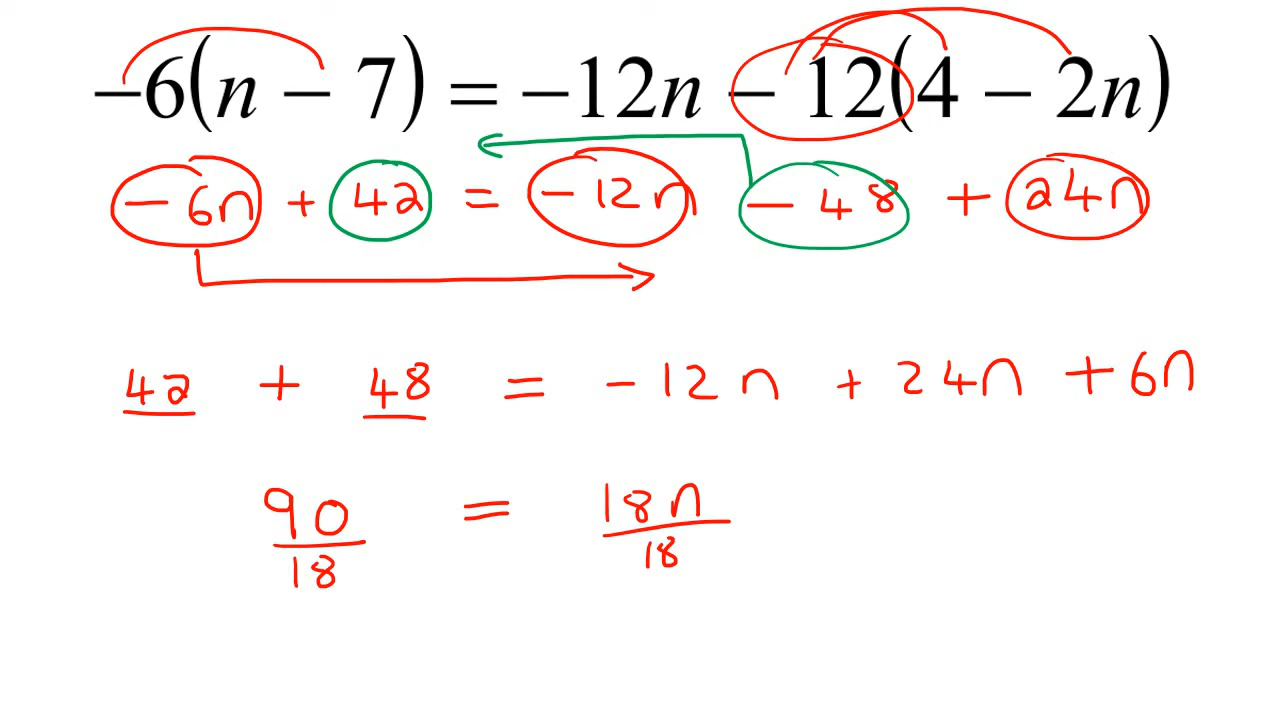 −6(n − 7) = −12n − 12(4 − 2n)
− 6n + 42 = − 12n − 48 + 24n
42 + 48 = − 12n + 24n + 6n
90/18 = 18n/18